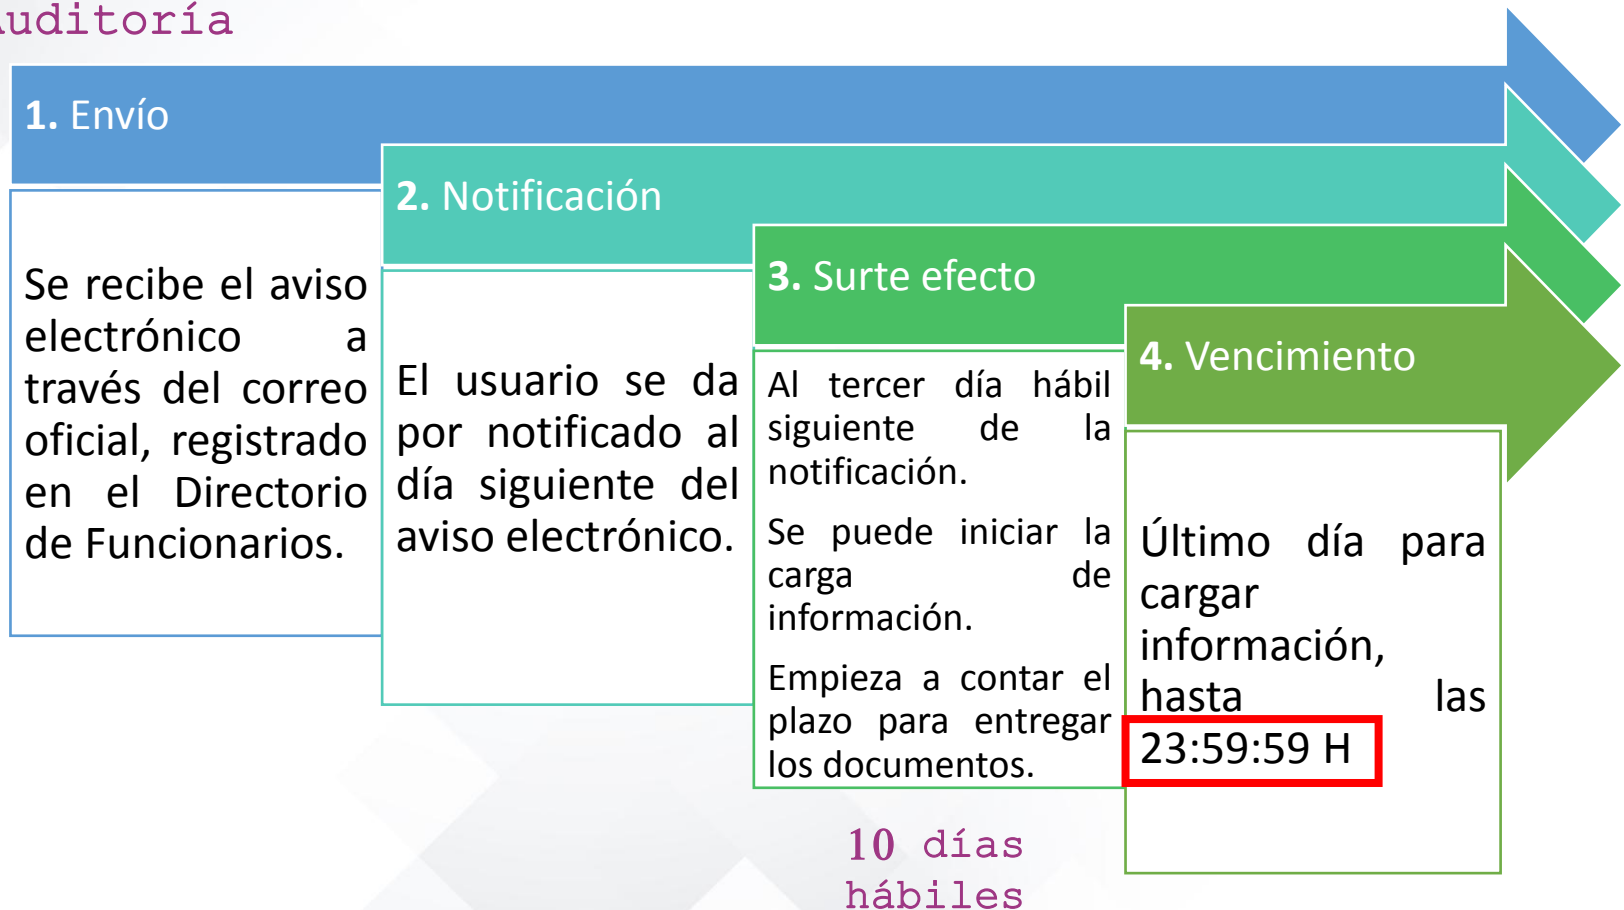 Auditoría
1. Envío
Se recibe el aviso
electrónico a
través del correo
oficial, registrado
en el Directorio
de Funcionarios.
2. Notificación
El usuario se da
por notificado al
día siguiente del
aviso electrónico.
3. Surte efecto
Al tercer día hábil
siguiente de la
notificación.
Se puede iniciar la
carga de
información.
Empieza a contar el
plazo para entregar
los documentos.
4. Vencimiento
Último día para
cargar
información,
hasta las
23:59:59 H
10 días
hábiles